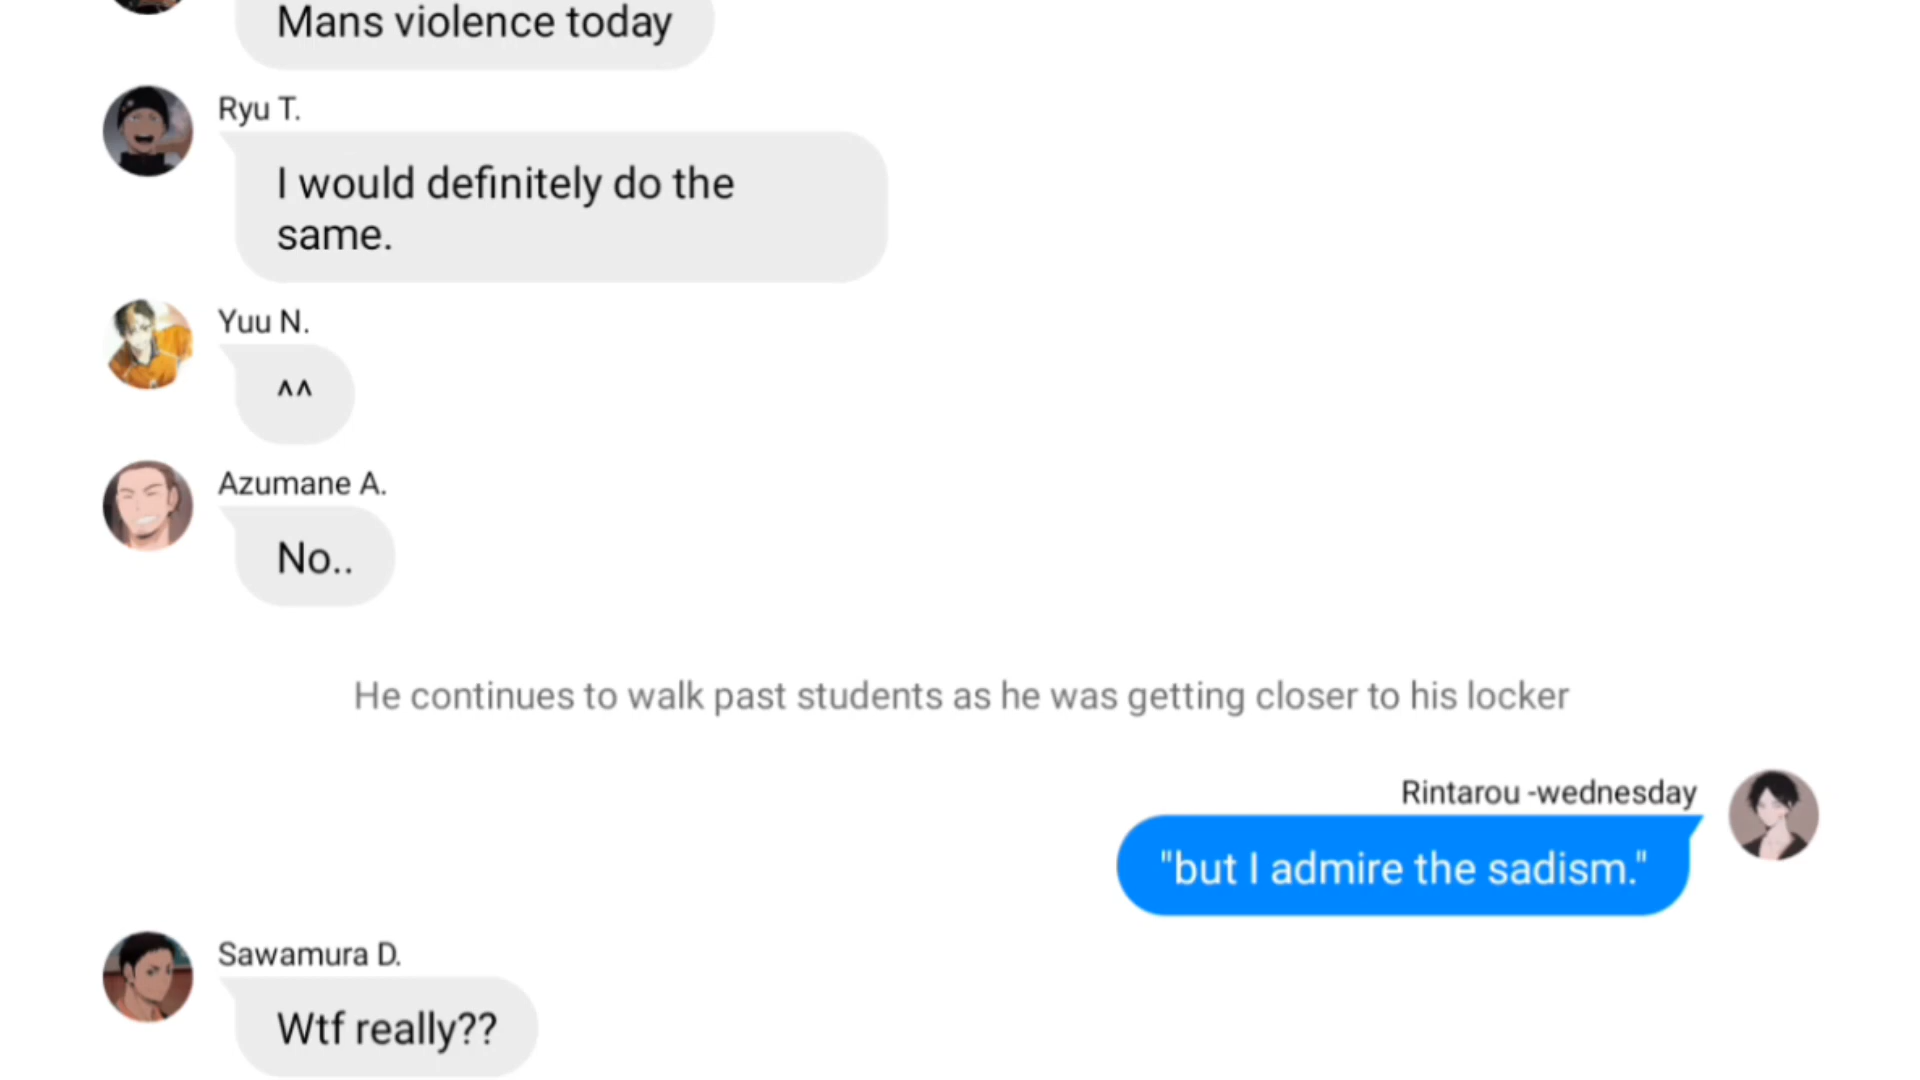 Mans violence today
Ryu T.
I would definitely do the
same.
Yuu N.
^^
Azumane A.
No..
He continues to walk past students as he was getting closer to his locker
Rintarou -wednesday
"but I admire the sadism."
Sawamura D.
Wtf really??